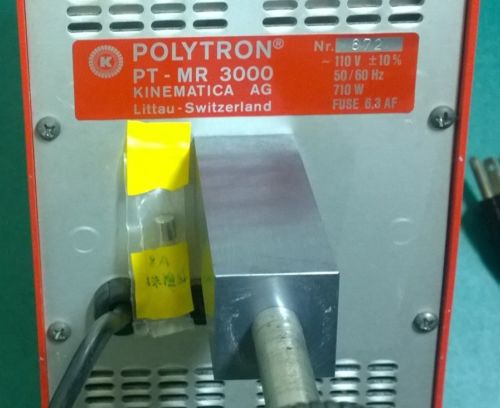 POLYTRON®
PT - MR 3000
KINEMATICA AG
Littau - Switzerland
Nr. 672
~ 110 V ±10%
50/60 Hz
710 W
FUSE 6,3 AF